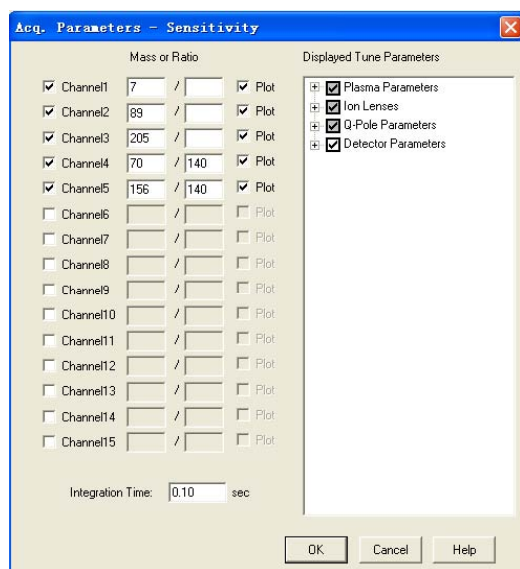 Acq. Parameters - Sensitivity
Mass or Ratio
Displayed Tune Parameters
Channel1 7 / Plot
Channel2 89 / Plot
Channel3 205 / Plot
Channel4 70 / 140 Plot
Channel5 156 / 140 Plot
Channel6 / Plot
Channel7 / Plot
Channel8 / Plot
Channel9 / Plot
Channel10 / Plot
Channel11 / Plot
Channel12 / Plot
Channel13 / Plot
Channel14 / Plot
Channel15 / Plot
Integration Time: 0.10 sec
Plasma Parameters
Ion Lenses
Q-Pole Parameters
Detector Parameters
OK Cancel Help